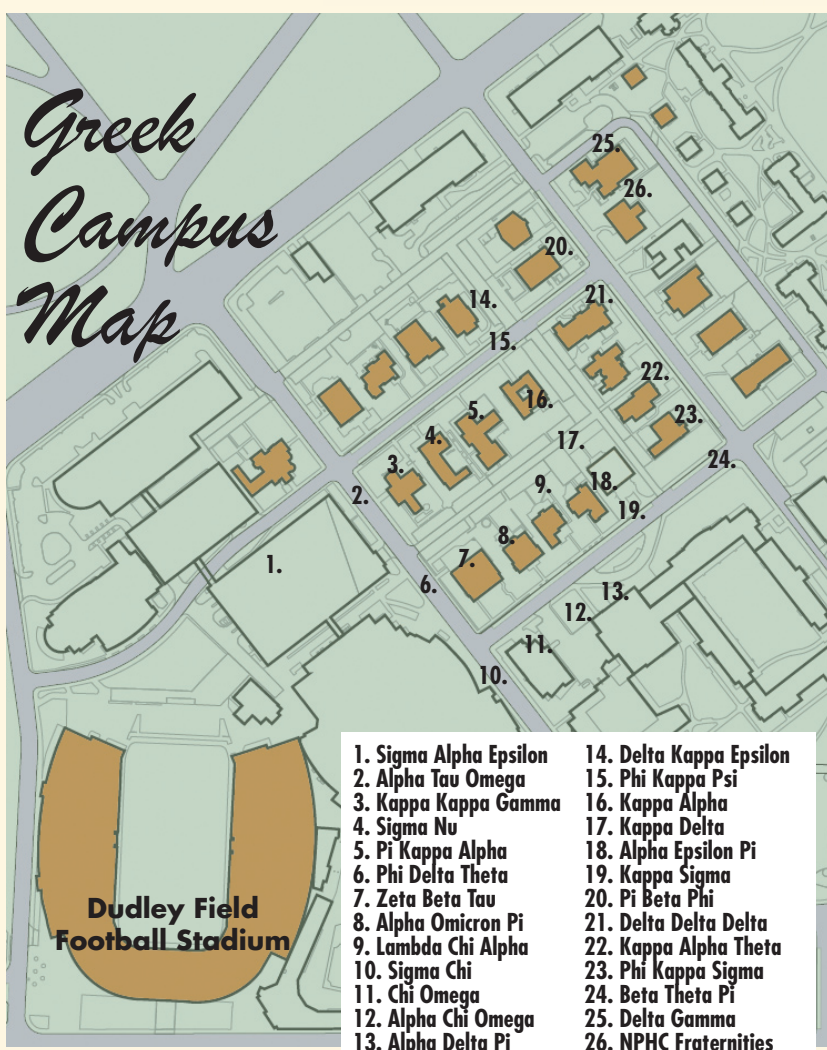 Greek
Campus
Map
25.
26.
20.
14.
21.
15.
22.
16.
5.
23.
4.
17.
3.
24.
18.
2.
9.
19.
8.
1.
7.
6.
13.
12.
11.
10.
Dudley Field
Football Stadium
1. Sigma Alpha Epsilon
2. Alpha Tau Omega
3. Kappa Kappa Gamma
4. Sigma Nu
5. Pi Kappa Alpha
6. Phi Delta Theta
7. Zeta Beta Tau
8. Alpha Omicron Pi
9. Lambda Chi Alpha
10. Sigma Chi
11. Chi Omega
12. Alpha Chi Omega
13. Alpha Delta Pi
14. Delta Kappa Epsilon
15. Phi Kappa Psi
16. Kappa Alpha
17. Kappa Delta
18. Alpha Epsilon Pi
19. Kappa Sigma
20. Pi Beta Phi
21. Delta Delta Delta
22. Kappa Alpha Theta
23. Phi Kappa Sigma
24. Beta Theta Pi
25. Delta Gamma
26. NPHC Fraternities